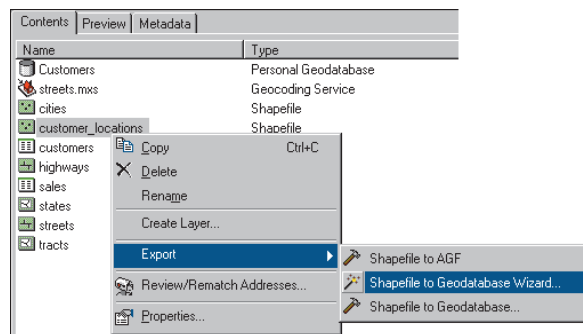 Contents Preview Metadata
Name Type
Customers Personal Geodatabase
streets.mxs Geocoding Service
cities Shapefile
customer_locations Shapefile
customers
highways
sales
states
streets
tracts
Copy Ctrl+C
Delete
Rename
Create Layer...
Export
Review/Rematch Addresses...
Properties...
Shapefile to AGF
Shapefile to Geodatabase Wizard...
Shapefile to Geodatabase...